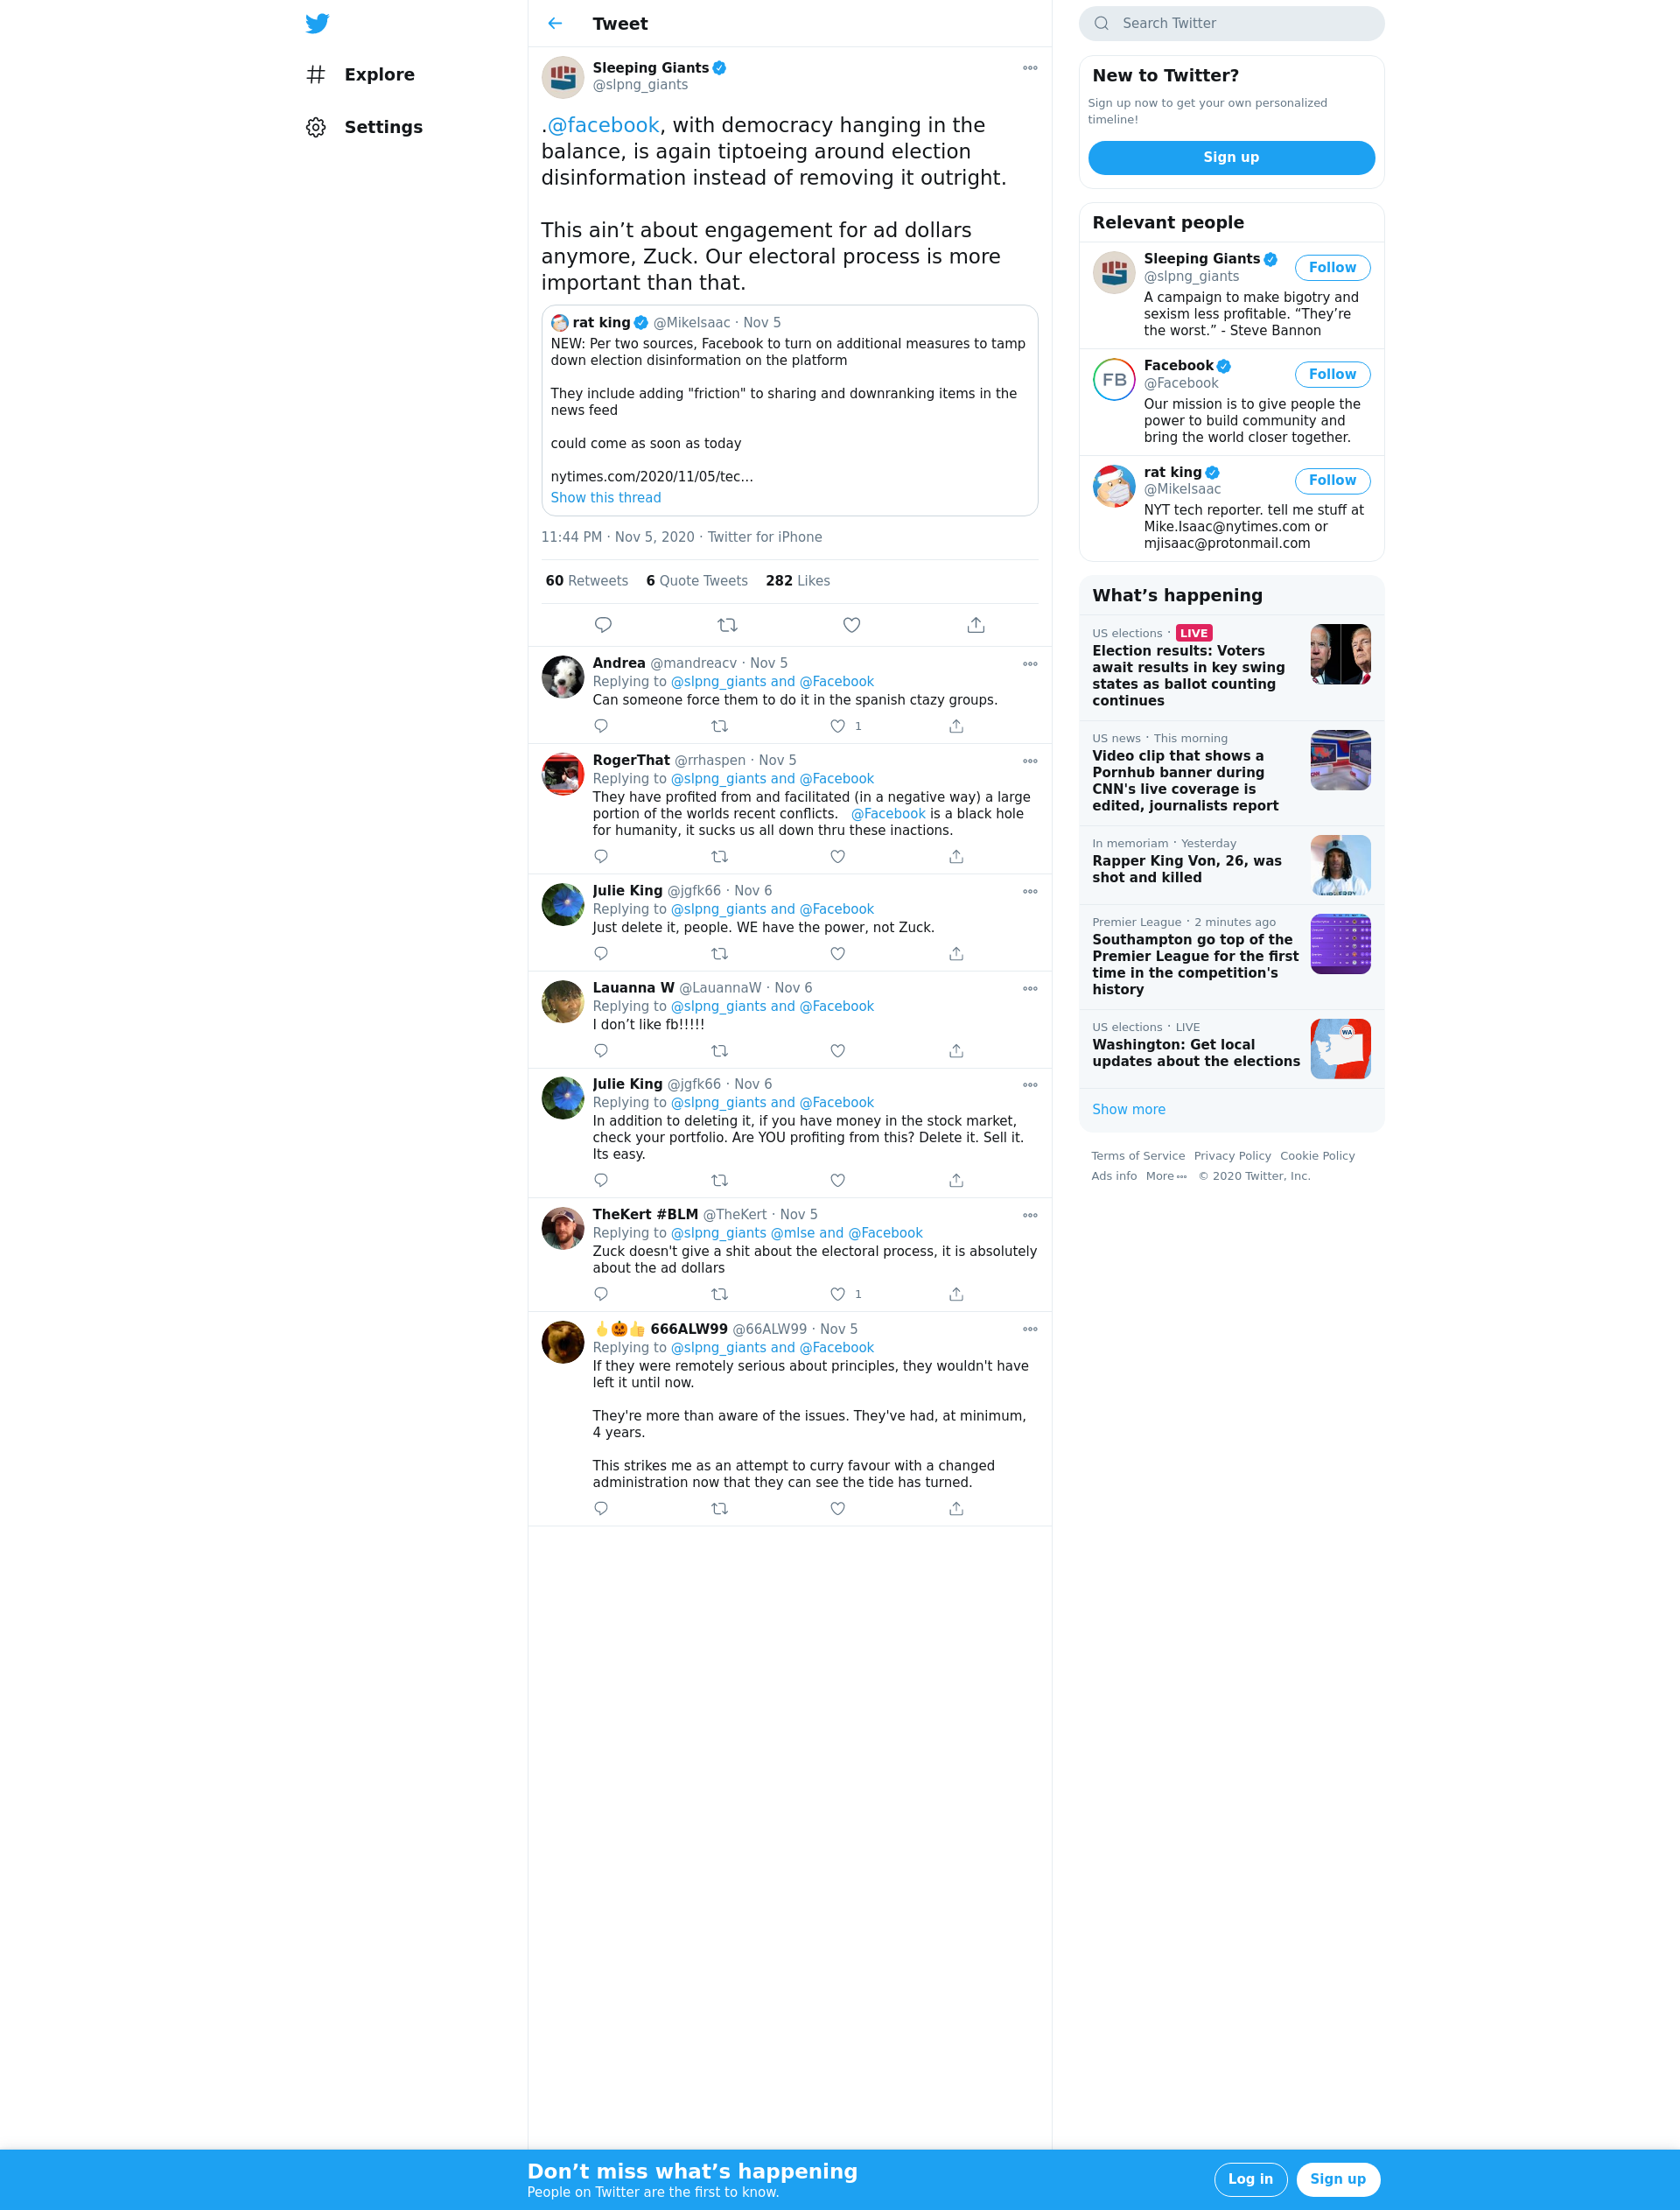 Explore
Settings
Tweet
Sleeping Giants
@slpng_giants
.@facebook, with democracy hanging in the
balance, is again tiptoeing around election
disinformation instead of removing it outright.
This ain’t about engagement for ad dollars
anymore, Zuck. Our electoral process is more
important than that.
rat king @MikeIsaac · Nov 5
NEW: Per two sources, Facebook to turn on additional measures to tamp
down election disinformation on the platform
They include adding "friction" to sharing and downranking items in the
news feed
could come as soon as today
nytimes.com/2020/11/05/tec…
Show this thread
11:44 PM · Nov 5, 2020 · Twitter for iPhone
60 Retweets 6 Quote Tweets 282 Likes
Andrea @mandreacv · Nov 5
Replying to @slpng_giants and @Facebook
Can someone force them to do it in the spanish ctazy groups.
1
RogerThat @rrhaspen · Nov 5
Replying to @slpng_giants and @Facebook
They have profited from and facilitated (in a negative way) a large
portion of the worlds recent conflicts. @Facebook is a black hole
for humanity, it sucks us all down thru these inactions.
Julie King @jgfk66 · Nov 6
Replying to @slpng_giants and @Facebook
Just delete it, people. WE have the power, not Zuck.
Lauanna W @LauannaW · Nov 6
Replying to @slpng_giants and @Facebook
I don’t like fb!!!!!
Julie King @jgfk66 · Nov 6
Replying to @slpng_giants and @Facebook
In addition to deleting it, if you have money in the stock market,
check your portfolio. Are YOU profiting from this? Delete it. Sell it.
Its easy.
TheKert #BLM @TheKert · Nov 5
Replying to @slpng_giants @mlse and @Facebook
Zuck doesn't give a shit about the electoral process, it is absolutely
about the ad dollars
1
🖕🎃👍 666ALW99 @66ALW99 · Nov 5
Replying to @slpng_giants and @Facebook
If they were remotely serious about principles, they wouldn't have
left it until now.
They're more than aware of the issues. They've had, at minimum,
4 years.
This strikes me as an attempt to curry favour with a changed
administration now that they can see the tide has turned.
Search Twitter
New to Twitter?
Sign up now to get your own personalized
timeline!
Sign up
Relevant people
Sleeping Giants
@slpng_giants
Follow
A campaign to make bigotry and
sexism less profitable. “They’re
the worst.” - Steve Bannon
FB
Facebook
@Facebook
Follow
Our mission is to give people the
power to build community and
bring the world closer together.
rat king
@MikeIsaac
Follow
NYT tech reporter. tell me stuff at
Mike.Isaac@nytimes.com or
mjisaac@protonmail.com
What’s happening
US elections · LIVE
Election results: Voters
await results in key swing
states as ballot counting
continues
US news · This morning
Video clip that shows a
Pornhub banner during
CNN's live coverage is
edited, journalists report
In memoriam · Yesterday
Rapper King Von, 26, was
shot and killed
Premier League · 2 minutes ago
Southampton go top of the
Premier League for the first
time in the competition's
history
US elections · LIVE
Washington: Get local
updates about the elections
WA
Show more
Terms of Service Privacy Policy Cookie Policy
Ads info More © 2020 Twitter, Inc.
Don’t miss what’s happening
People on Twitter are the first to know.
Log in
Sign up